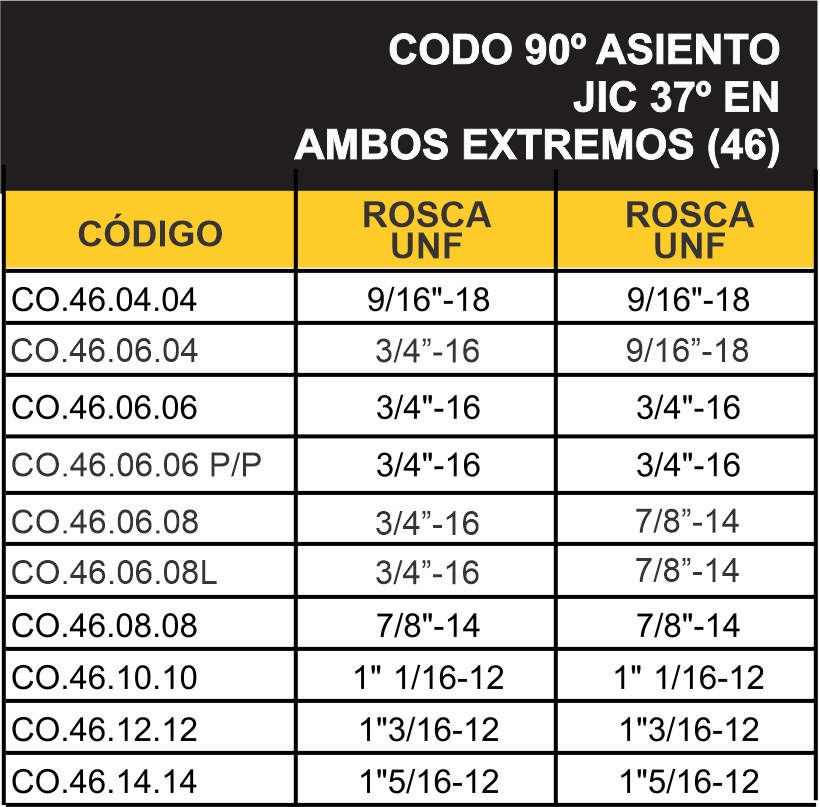 CODO 90º ASIENTO
JIC 37º EN
AMBOS EXTREMOS (46)
CÓDIGO ROSCA UNF ROSCA UNF
CO.46.04.04 9/16"-18 9/16"-18
CO.46.06.04 3/4”-16 9/16”-18
CO.46.06.06 3/4"-16 3/4"-16
CO.46.06.06 P/P 3/4"-16 3/4"-16
CO.46.06.08 3/4”-16 7/8”-14
CO.46.06.08L 3/4”-16 7/8”-14
CO.46.08.08 7/8"-14 7/8"-14
CO.46.10.10 1" 1/16-12 1" 1/16-12
CO.46.12.12 1"3/16-12 1"3/16-12
CO.46.14.14 1"5/16-12 1"5/16-12